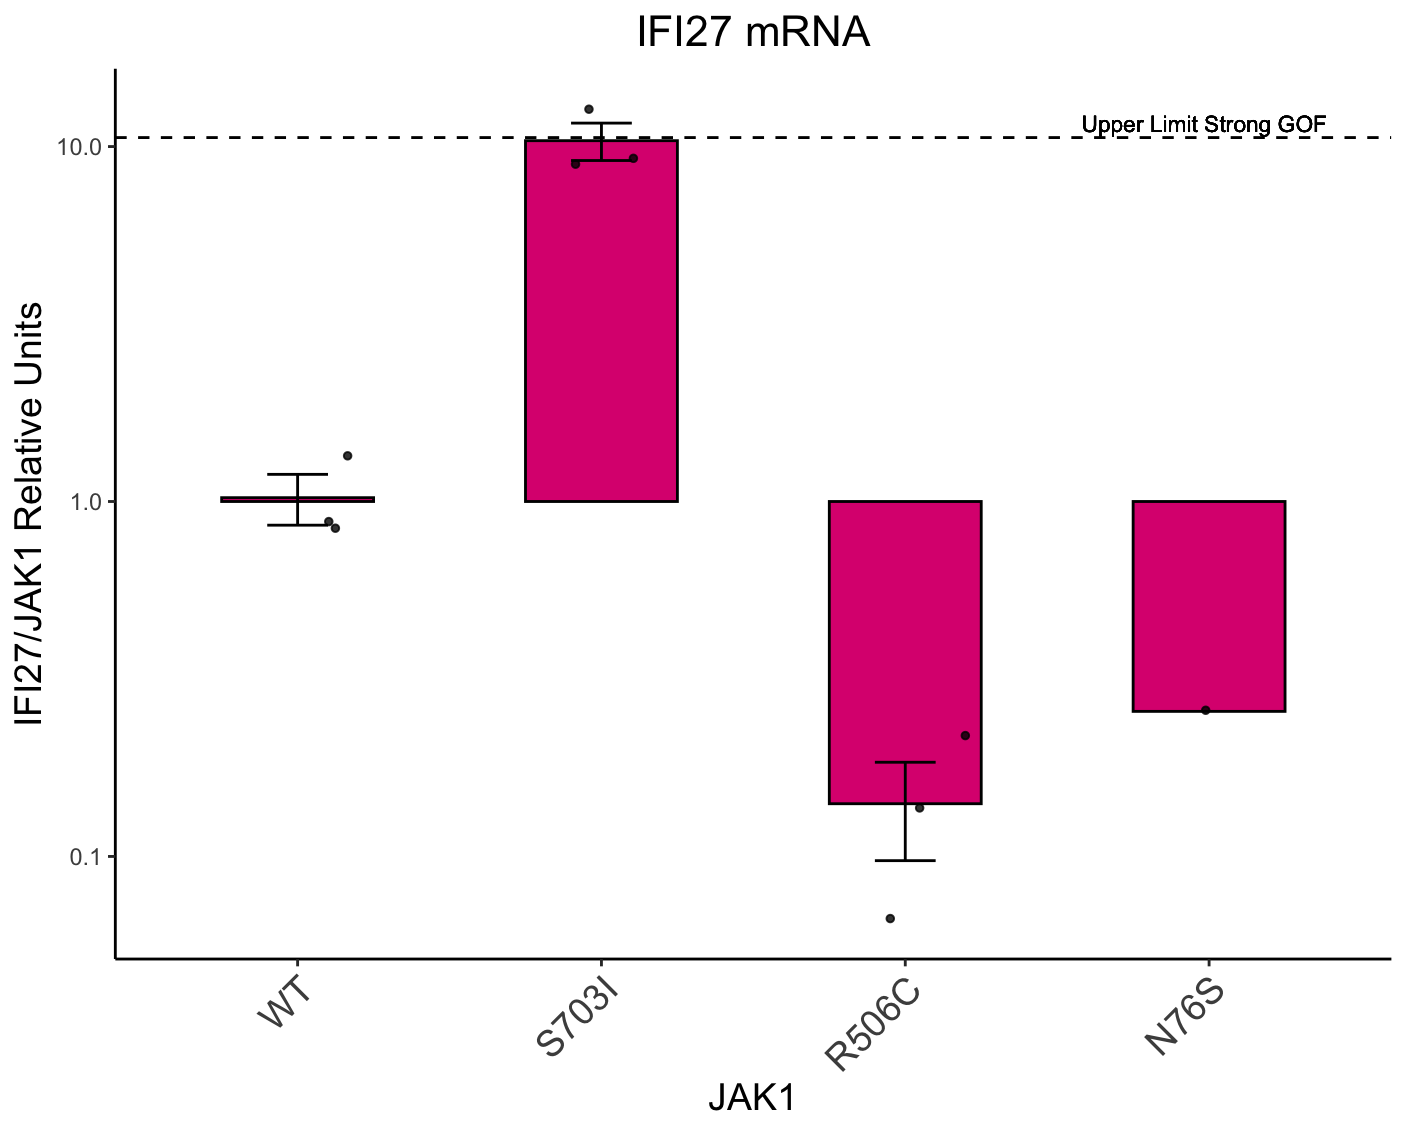 IFI27 mRNA
Upper Limit Strong GOF
IFI27/JAK1 Relative Units
10.0
1.0
0.1
WT
S703I
R506C
N76S
JAK1